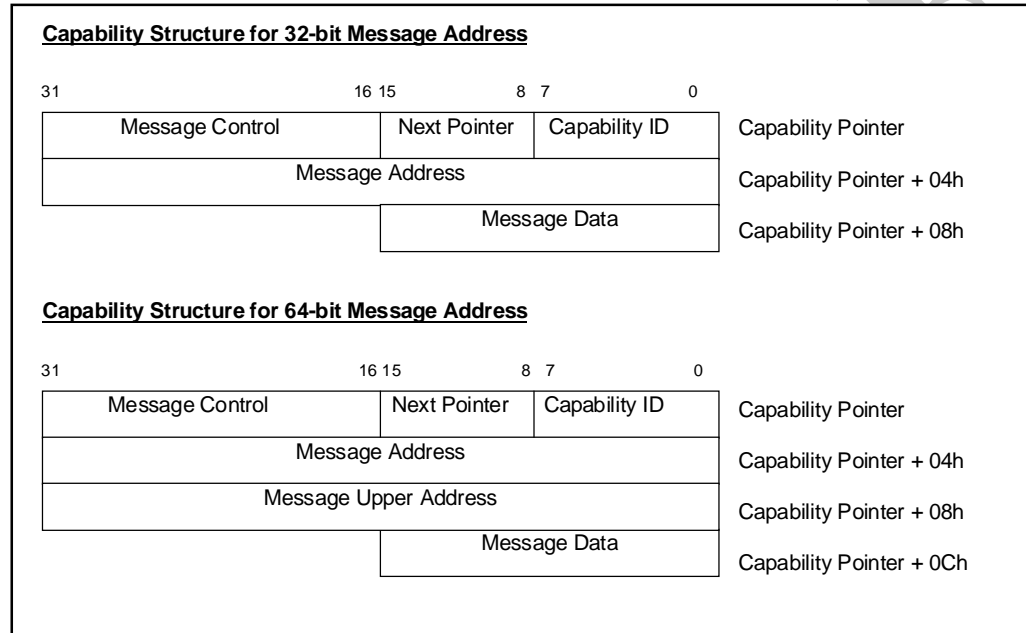 Capability Structure for 32-bit Message Address
31 16 15 8 7 0
Message Control Next Pointer Capability ID Capability Pointer
Message Address Capability Pointer + 04h
Message Data Capability Pointer + 08h
Capability Structure for 64-bit Message Address
31 16 15 8 7 0
Message Control Next Pointer Capability ID Capability Pointer
Message Address Capability Pointer + 04h
Message Upper Address Capability Pointer + 08h
Message Data Capability Pointer + 0Ch